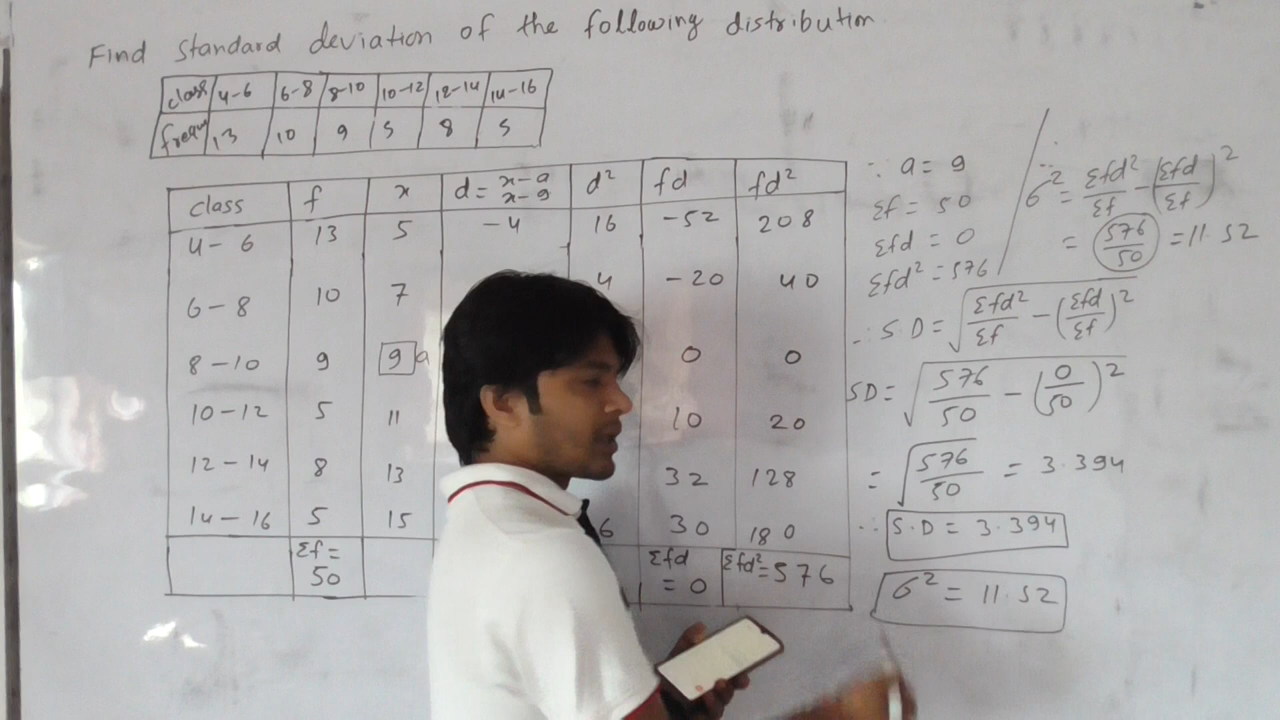 Find standard deviation of the following distribution
class 4-6 6-8 8-10 10-12 12-14 14-16
frequ 13 10 9 5 8 5
class f x d = x-a d² fd fd²
x-9
4-6 13 5 -4 16 -52 208
6-8 10 7 4 -20 40
8-10 9 9 a 0 0
10-12 5 11 10 20
12-14 8 13 32 128
14-16 5 15 6 30 180
Σf = 50 Σfd = 0 Σfd² = 576
∵ a = 9
Σf = 50
Σfd = 0
Σfd² = 576
∵ σ² = Σfd²/Σf - (Σfd/Σf)²
= 576/50 = 11.52
∴ S.D = √(Σfd²/Σf - (Σfd/Σf)²)
SD = √(576/50 - (0/50)²)
= √(576/50) = 3.394
∴ S.D = 3.394
σ² = 11.52